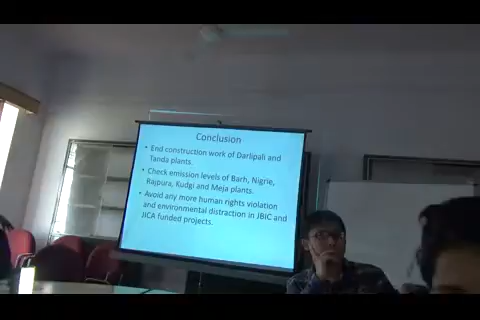 Conclusion
• End construction work of Darlipali and
Tanda plants.
• Check emission levels of Barh, Nigrie,
Rajpura, Kudgi and Meja plants.
• Avoid any more human rights violation
and environmental distraction in JBIC and
JICA funded projects.